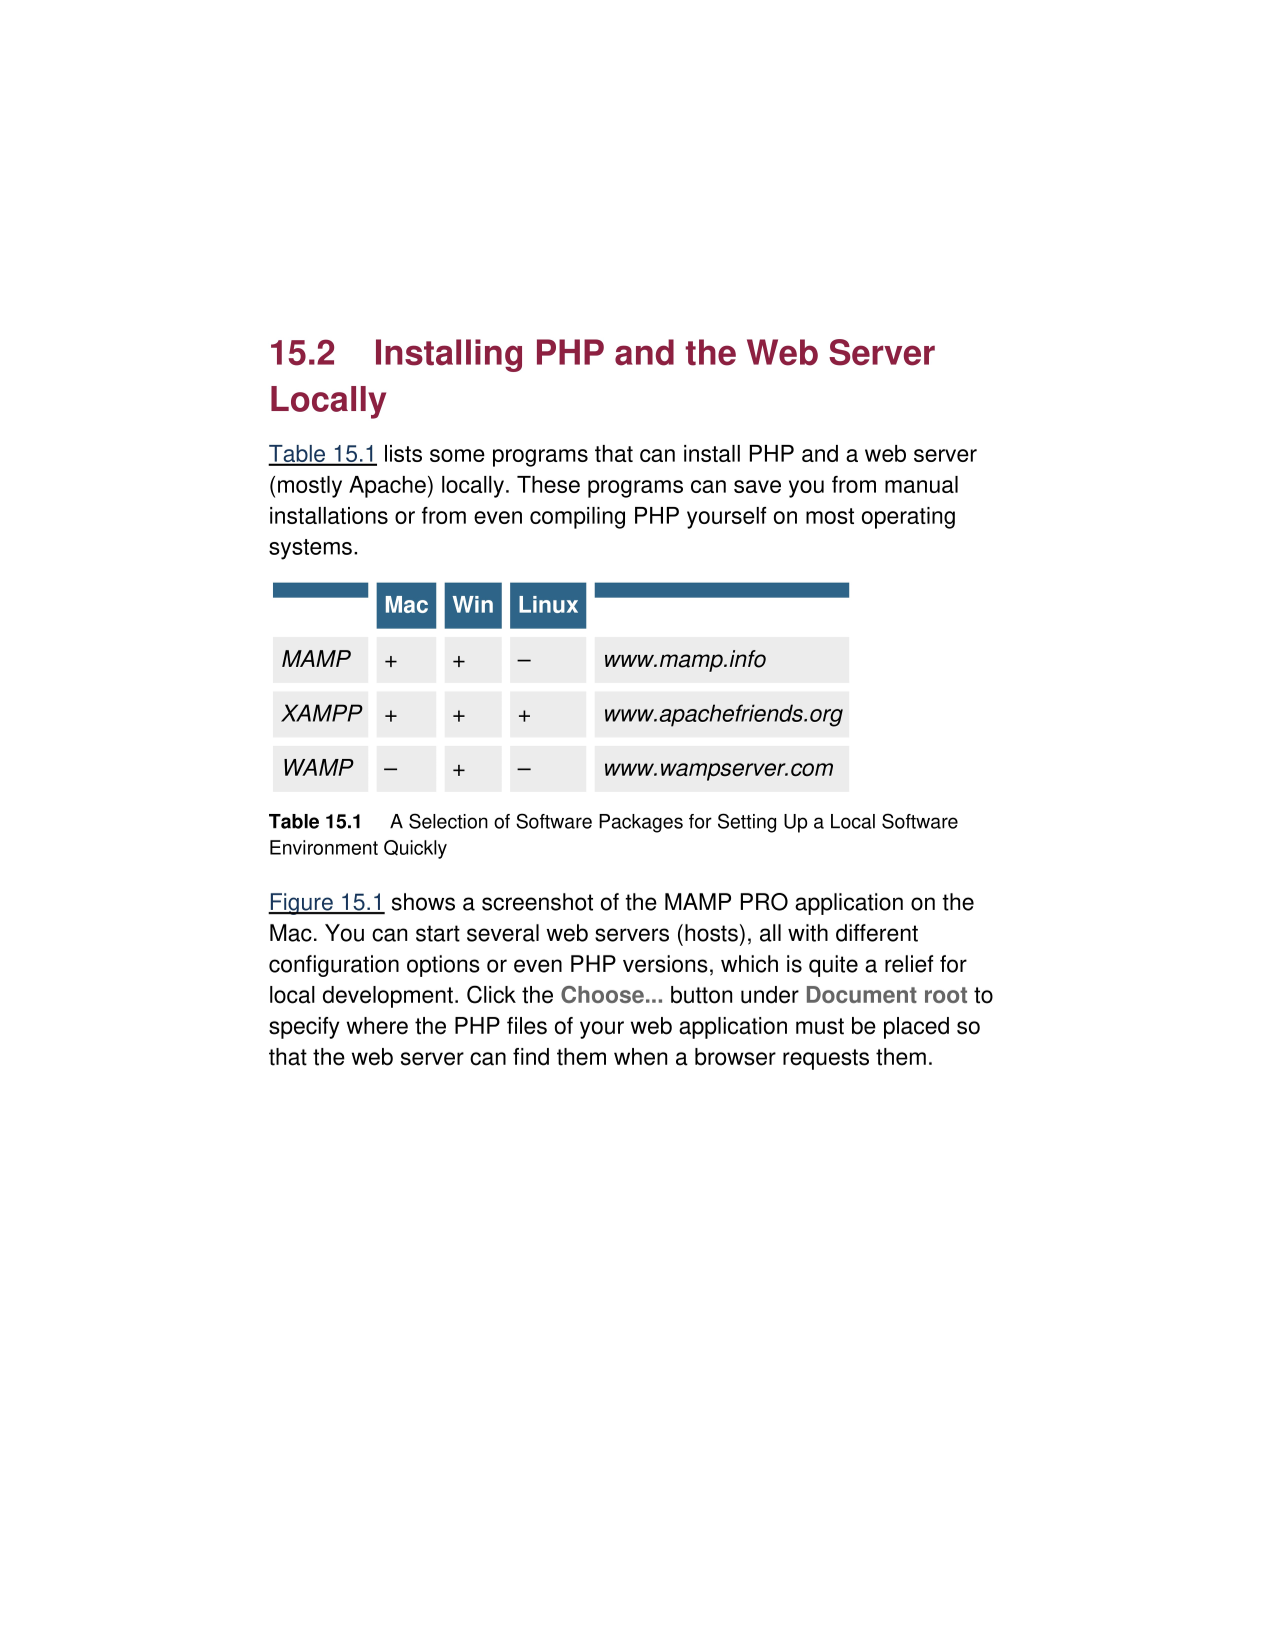 15.2 Installing PHP and the Web Server
Locally
Table 15.1 lists some programs that can install PHP and a web server
(mostly Apache) locally. These programs can save you from manual
installations or from even compiling PHP yourself on most operating
systems.
Mac Win Linux
MAMP + + – www.mamp.info
XAMPP + + + www.apachefriends.org
WAMP – + – www.wampserver.com
Table 15.1 A Selection of Software Packages for Setting Up a Local Software
Environment Quickly
Figure 15.1 shows a screenshot of the MAMP PRO application on the
Mac. You can start several web servers (hosts), all with different
configuration options or even PHP versions, which is quite a relief for
local development. Click the Choose... button under Document root to
specify where the PHP files of your web application must be placed so
that the web server can find them when a browser requests them.